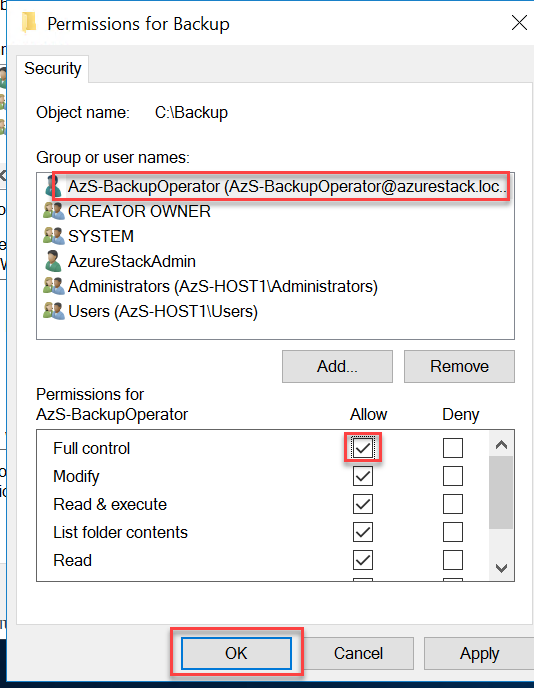 Permissions for Backup
Security
Object name: C:\Backup
Group or user names:
AzS-BackupOperator (AzS-BackupOperator@azurestack.loc...
CREATOR OWNER
SYSTEM
AzureStackAdmin
Administrators (AzS-HOST1\Administrators)
Users (AzS-HOST1\Users)
Add... Remove
Permissions for
AzS-BackupOperator Allow Deny
Full control
Modify
Read & execute
List folder contents
Read
OK Cancel Apply